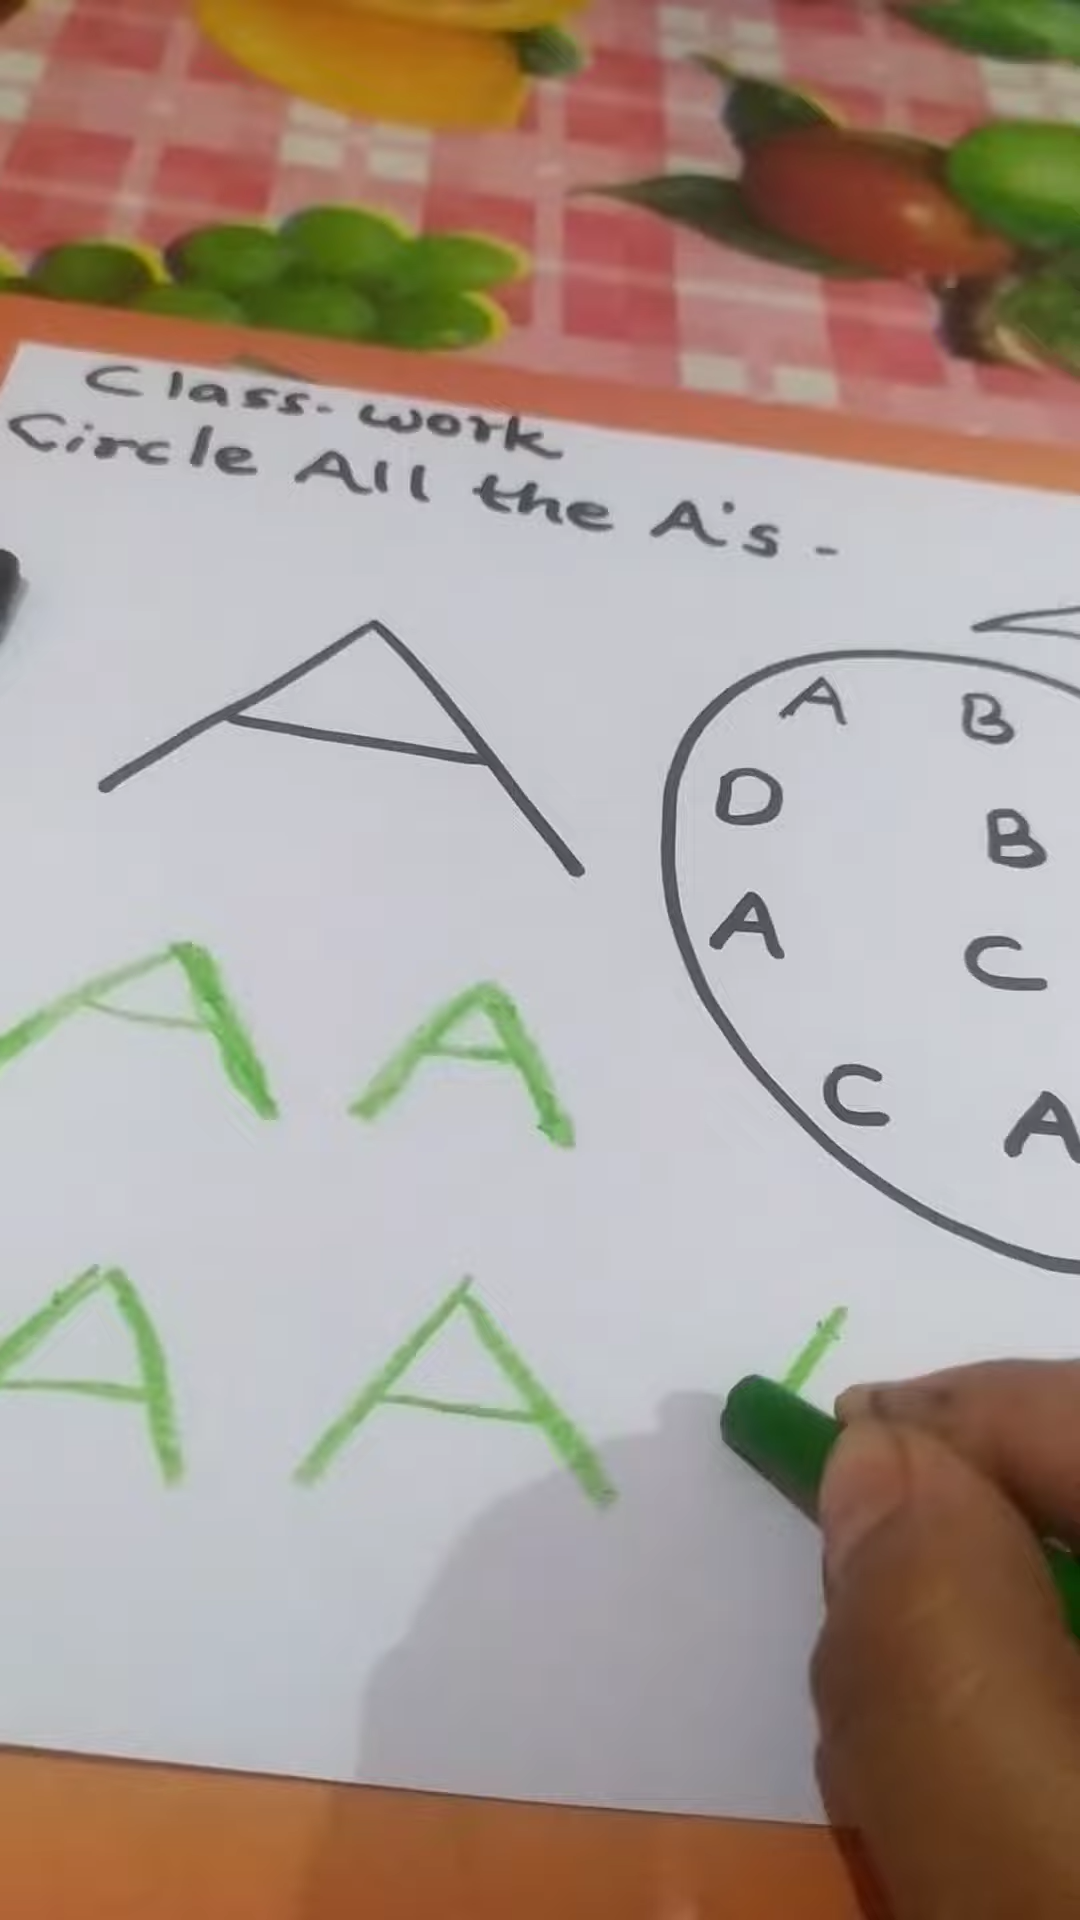 Class-work
Circle All the A's-
A
A B
D B
A C
C A
A A
A A